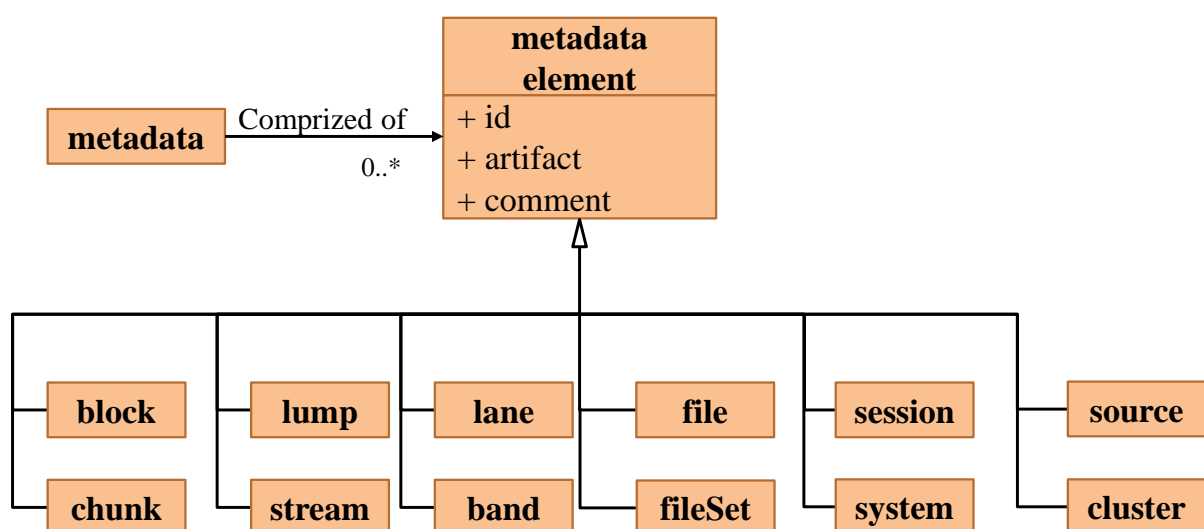 metadata
element
metadata
Comprized of
0..*
+ id
+ artifact
+ comment
block
lump
lane
file
session
source
chunk
stream
band
fileSet
system
cluster